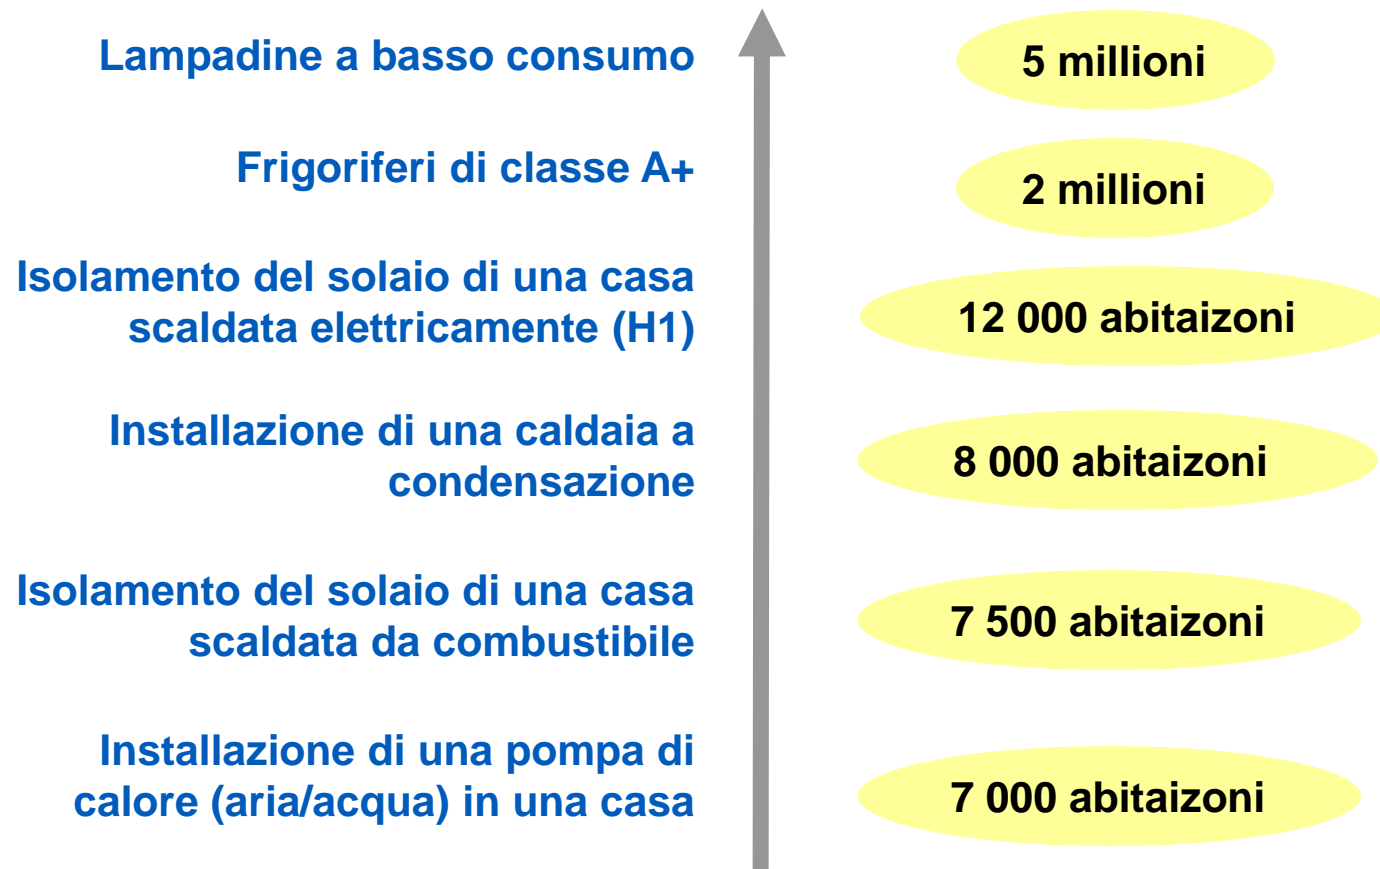 Lampadine a basso consumo
5 millioni
Frigoriferi di classe A+
2 millioni
Isolamento del solaio di una casa
scaldata elettricamente (H1)
12 000 abitaizoni
Installazione di una caldaia a
condensazione
8 000 abitaizoni
Isolamento del solaio di una casa
scaldata da combustibile
7 500 abitaizoni
Installazione di una pompa di
calore (aria/acqua) in una casa
7 000 abitaizoni